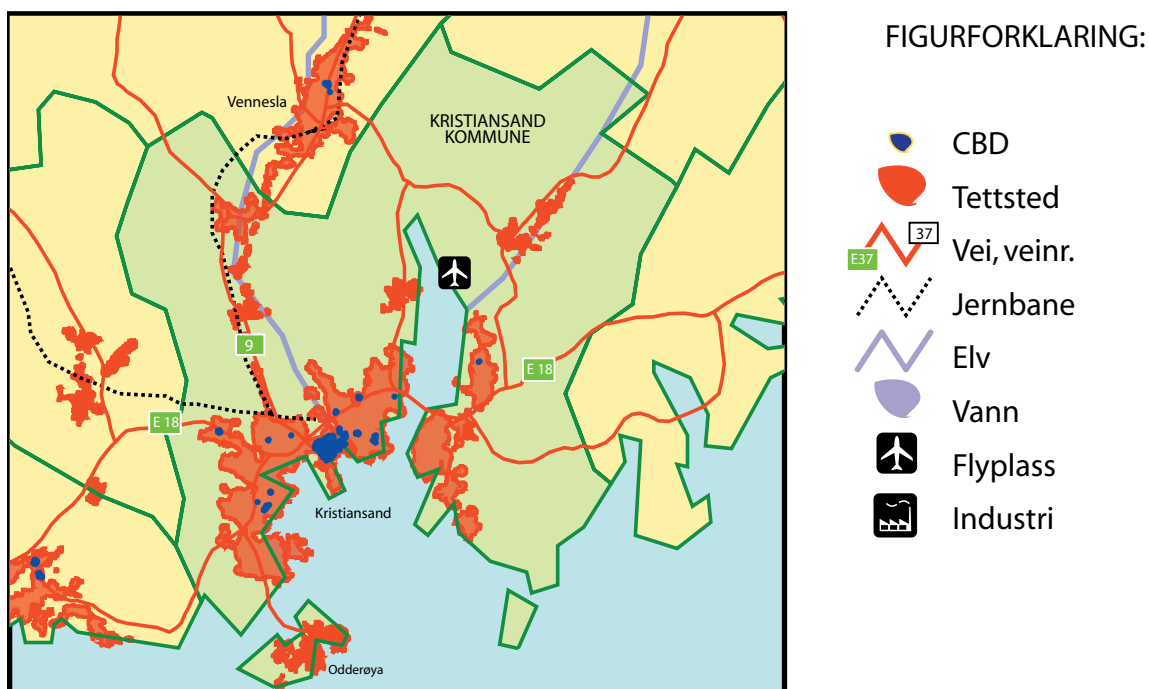 FIGURFORKLARING:
Vennesla
KRISTIANSAND
KOMMUNE
9
E 18
E 18
Kristiansand
Odderøya
CBD
Tettsted
37
E37
Vei, veinr.
Jernbane
Elv
Vann
Flyplass
Industri